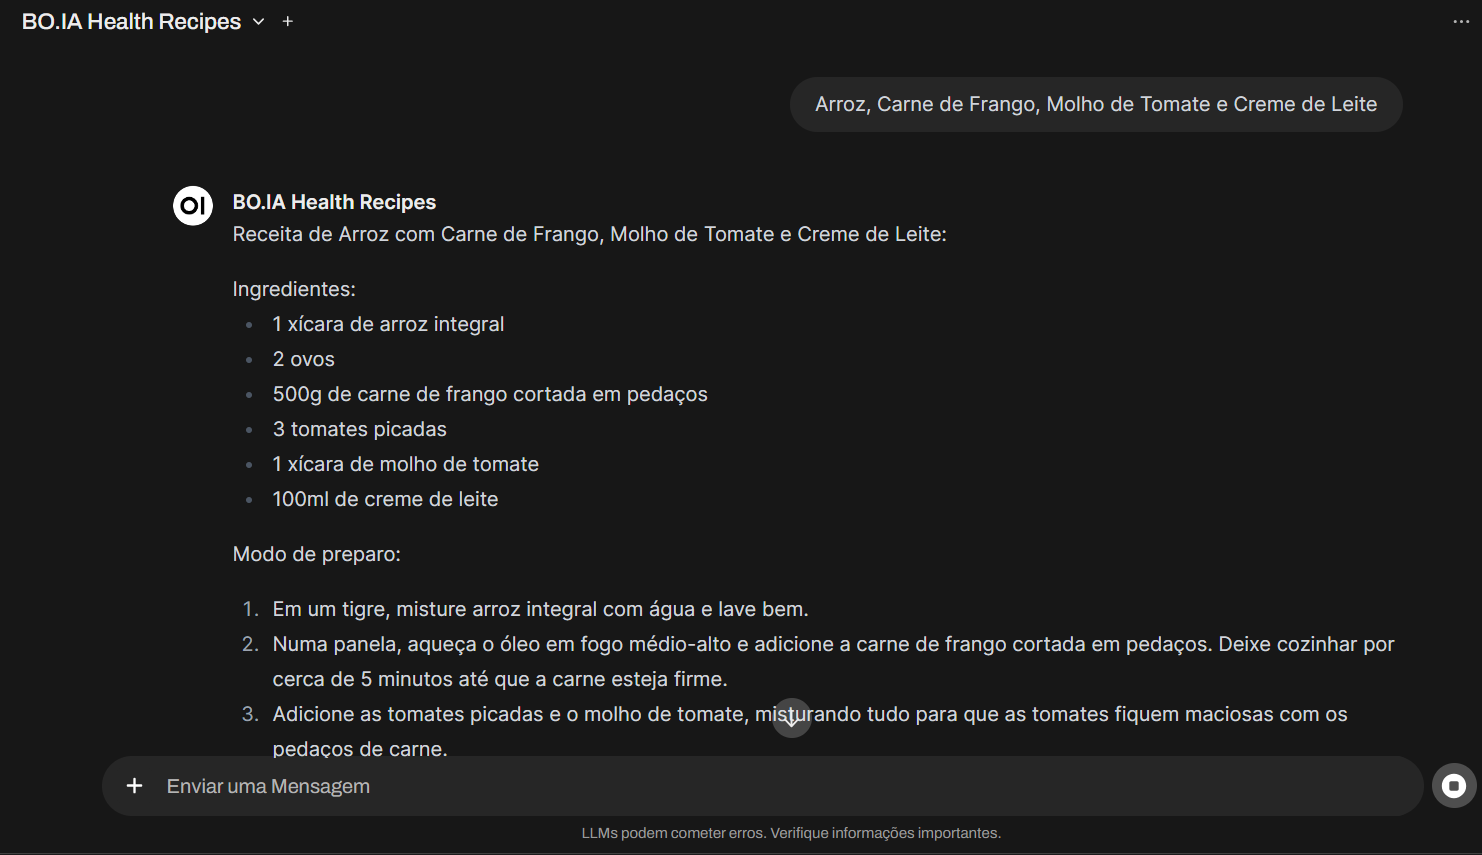 BO.IA Health Recipes
Arroz, Carne de Frango, Molho de Tomate e Creme de Leite
OI
BO.IA Health Recipes
Receita de Arroz com Carne de Frango, Molho de Tomate e Creme de Leite:
Ingredientes:
1 xícara de arroz integral
2 ovos
500g de carne de frango cortada em pedaços
3 tomates picadas
1 xícara de molho de tomate
100ml de creme de leite
Modo de preparo:
1. Em um tigre, misture arroz integral com água e lave bem.
2. Numa panela, aqueça o óleo em fogo médio-alto e adicione a carne de frango cortada em pedaços. Deixe cozinhar por
cerca de 5 minutos até que a carne esteja firme.
3. Adicione as tomates picadas e o molho de tomate, misturando tudo para que as tomates fiquem maciosas com os
pedaços de carne.
Enviar uma Mensagem
LLMs podem cometer erros. Verifique informações importantes.